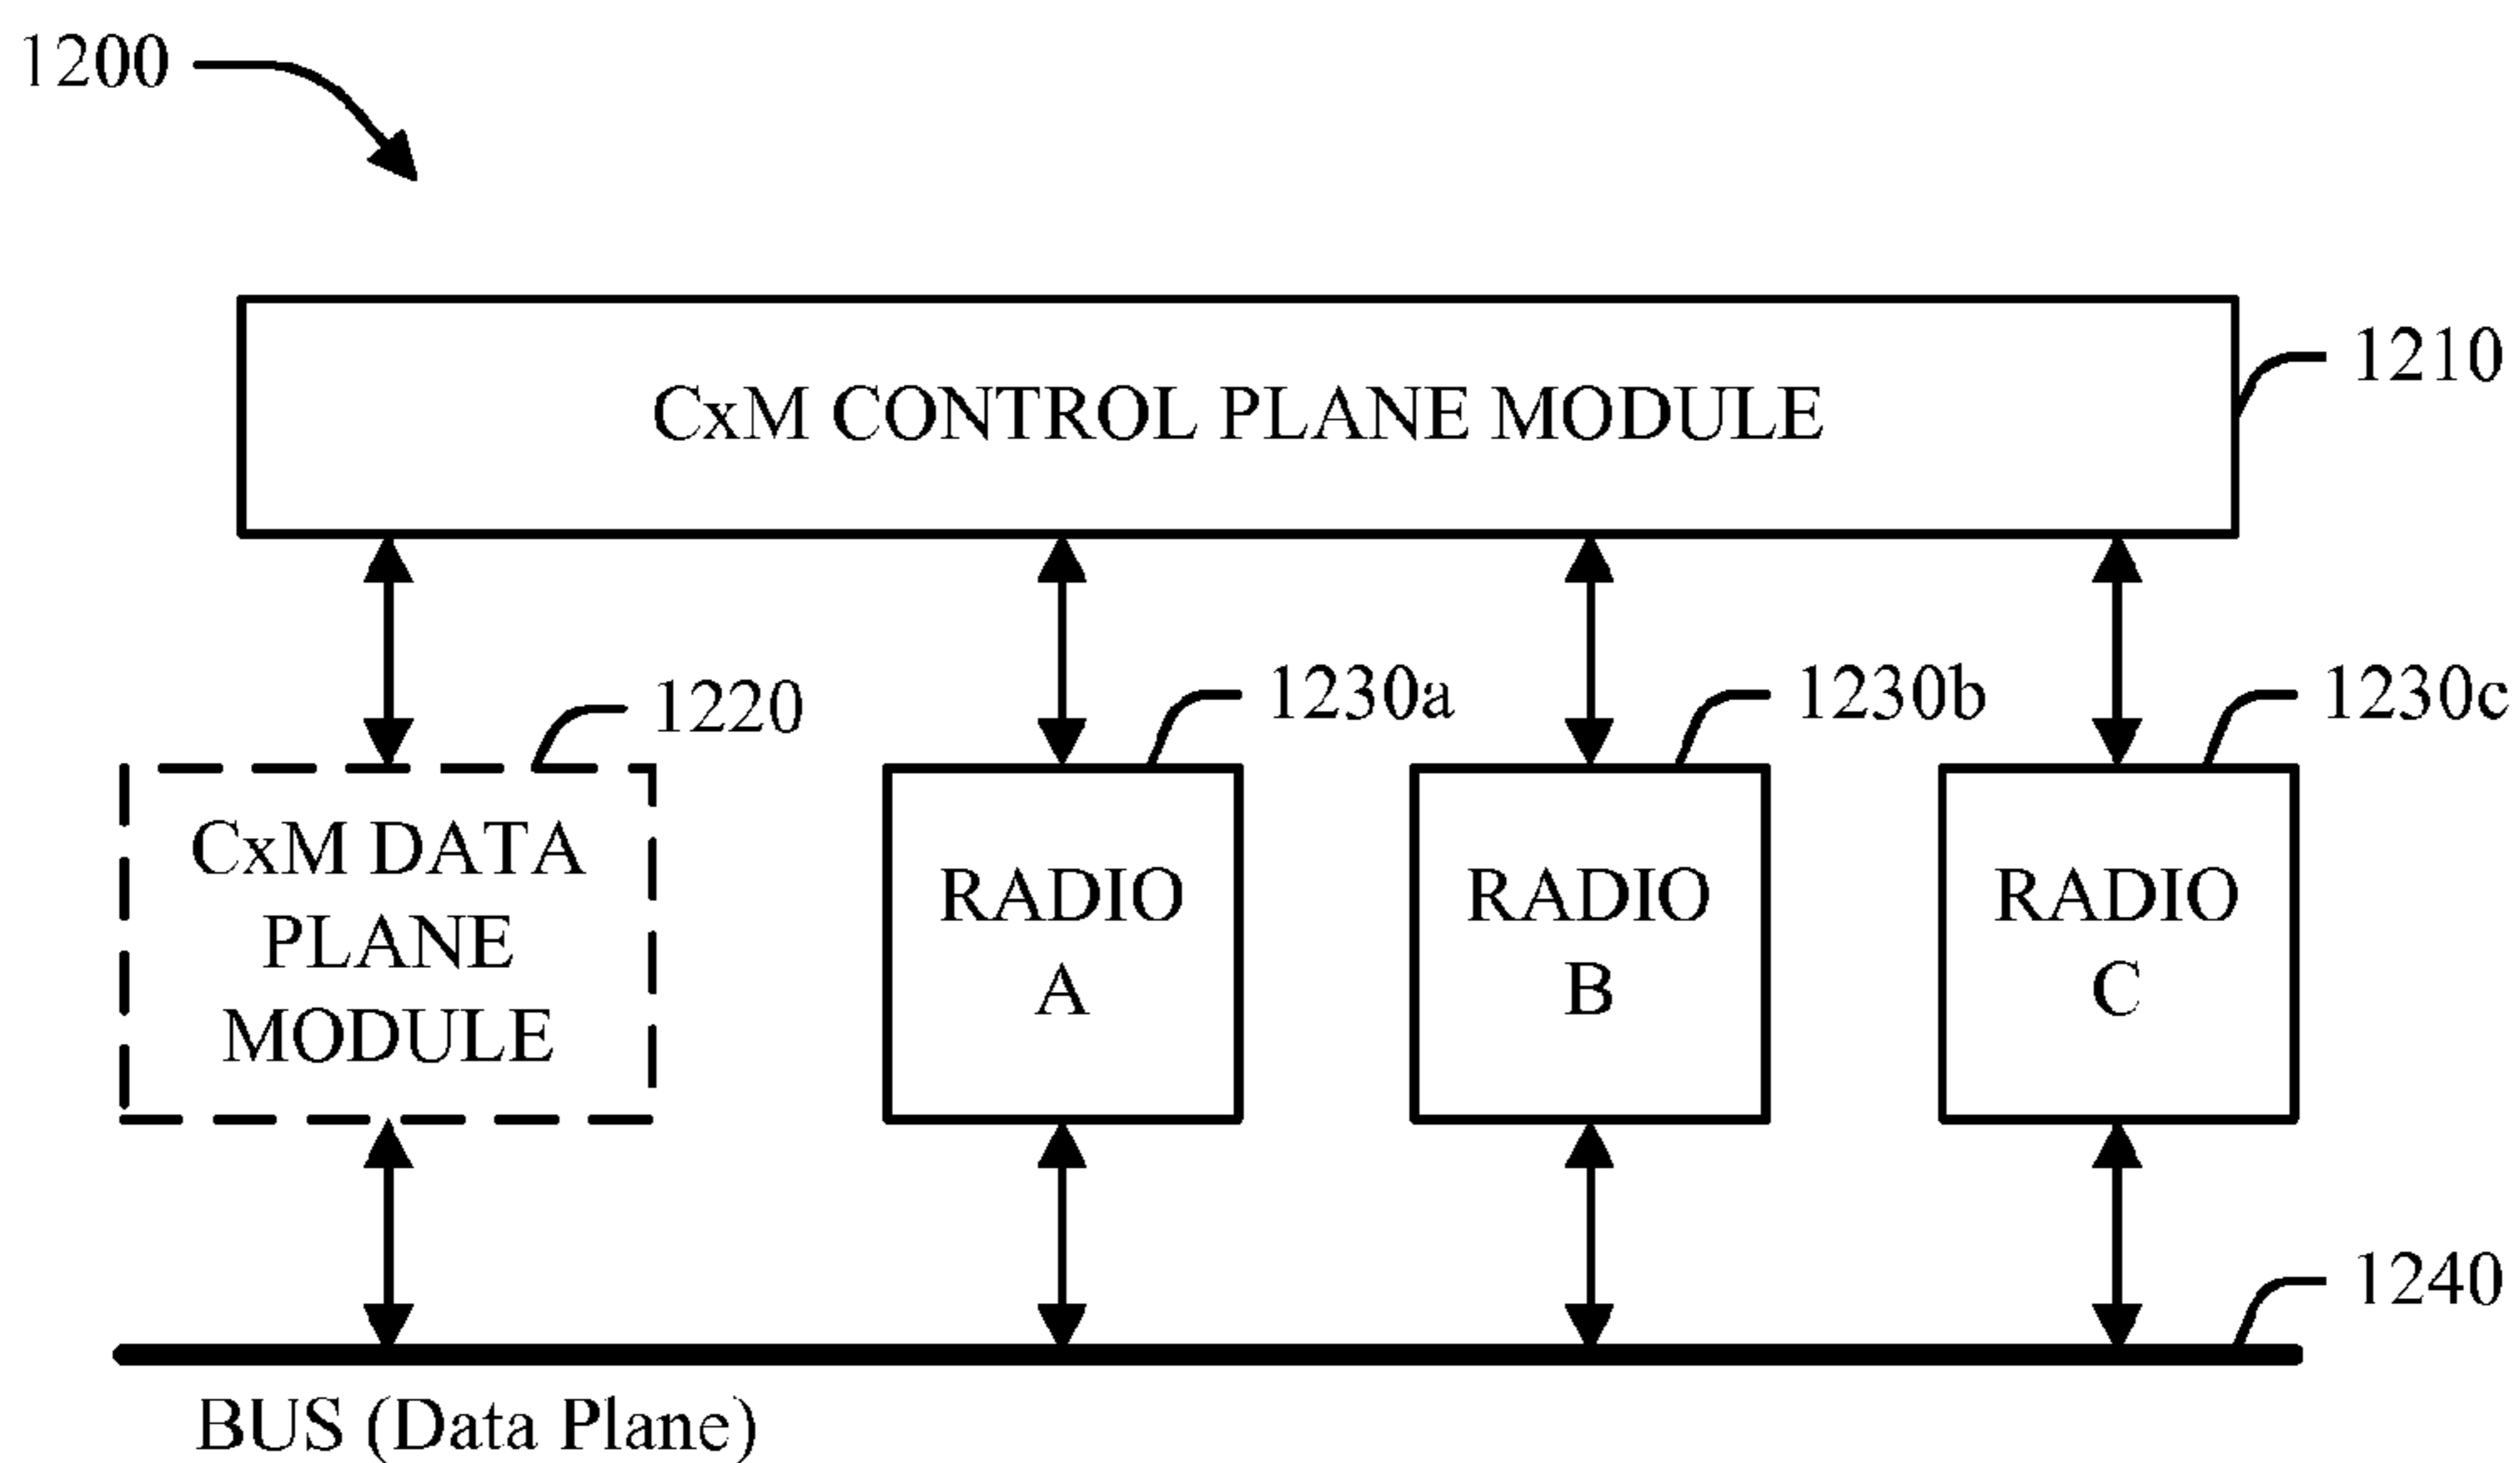 1200
1210
CxM CONTROL PLANE MODULE
1220
1230a
1230b
1230c
CxM DATA
PLANE
MODULE
RADIO
A
RADIO
B
RADIO
C
1240
BUS (Data Plane)